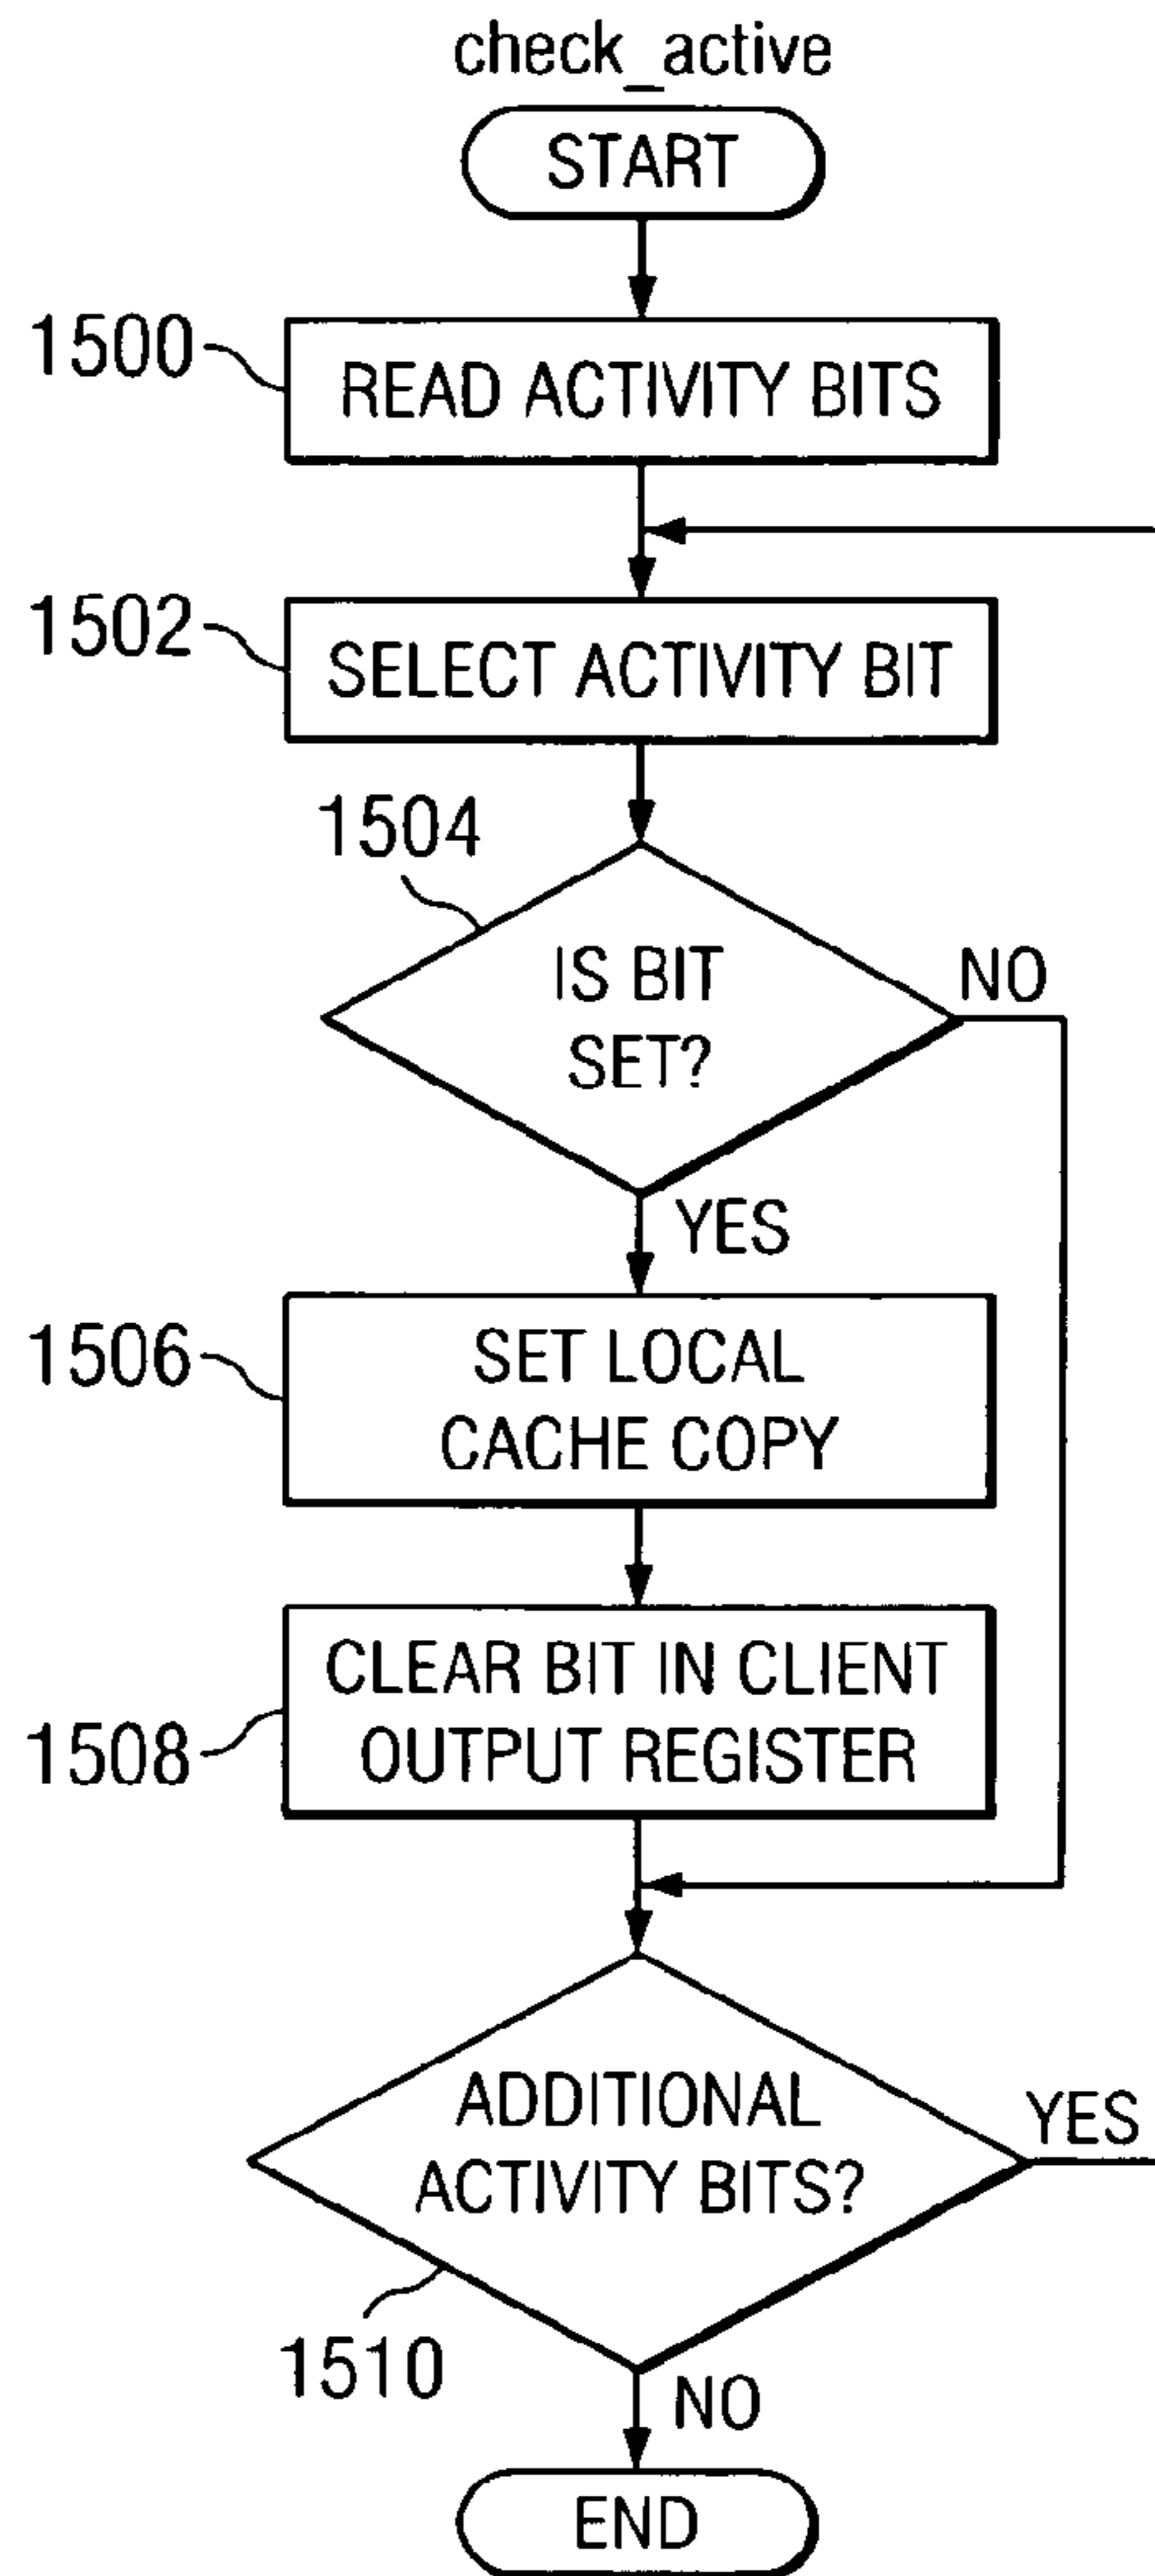 check_active
START
1500
READ ACTIVITY BITS
1502
SELECT ACTIVITY BIT
1504
IS BIT
SET?
NO
YES
1506
SET LOCAL
CACHE COPY
1508
CLEAR BIT IN CLIENT
OUTPUT REGISTER
ADDITIONAL
ACTIVITY BITS?
YES
1510
NO
END